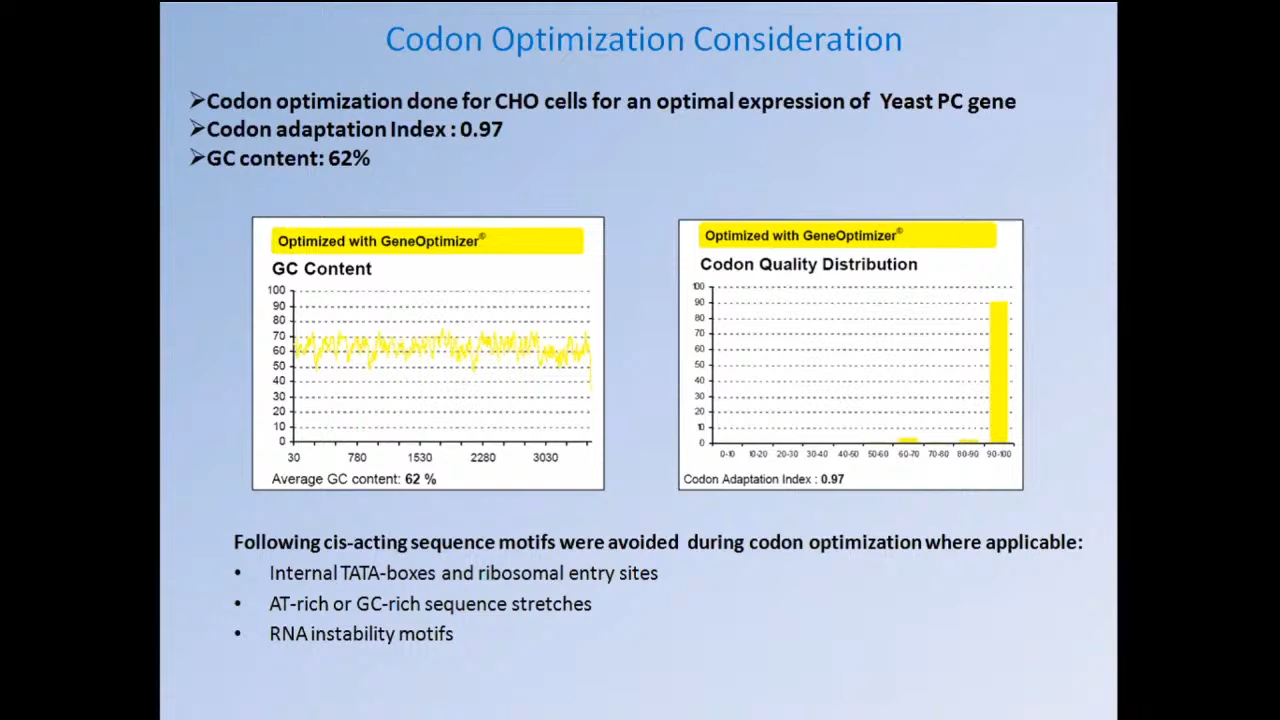 Codon Optimization Consideration
➢Codon optimization done for CHO cells for an optimal expression of Yeast PC gene
➢Codon adaptation Index : 0.97
➢GC content: 62%
Optimized with GeneOptimizer®
GC Content
100
90
80
70
60
50
40
30
20
10
0
30 780 1530 2280 3030
Average GC content: 62 %
Optimized with GeneOptimizer®
Codon Quality Distribution
100
90
80
70
60
50
40
30
20
10
0
0-10 10-20 20-30 30-40 40-50 50-60 60-70 70-80 80-90 90-100
Codon Adaptation Index : 0.97
Following cis-acting sequence motifs were avoided during codon optimization where applicable:
• Internal TATA-boxes and ribosomal entry sites
• AT-rich or GC-rich sequence stretches
• RNA instability motifs